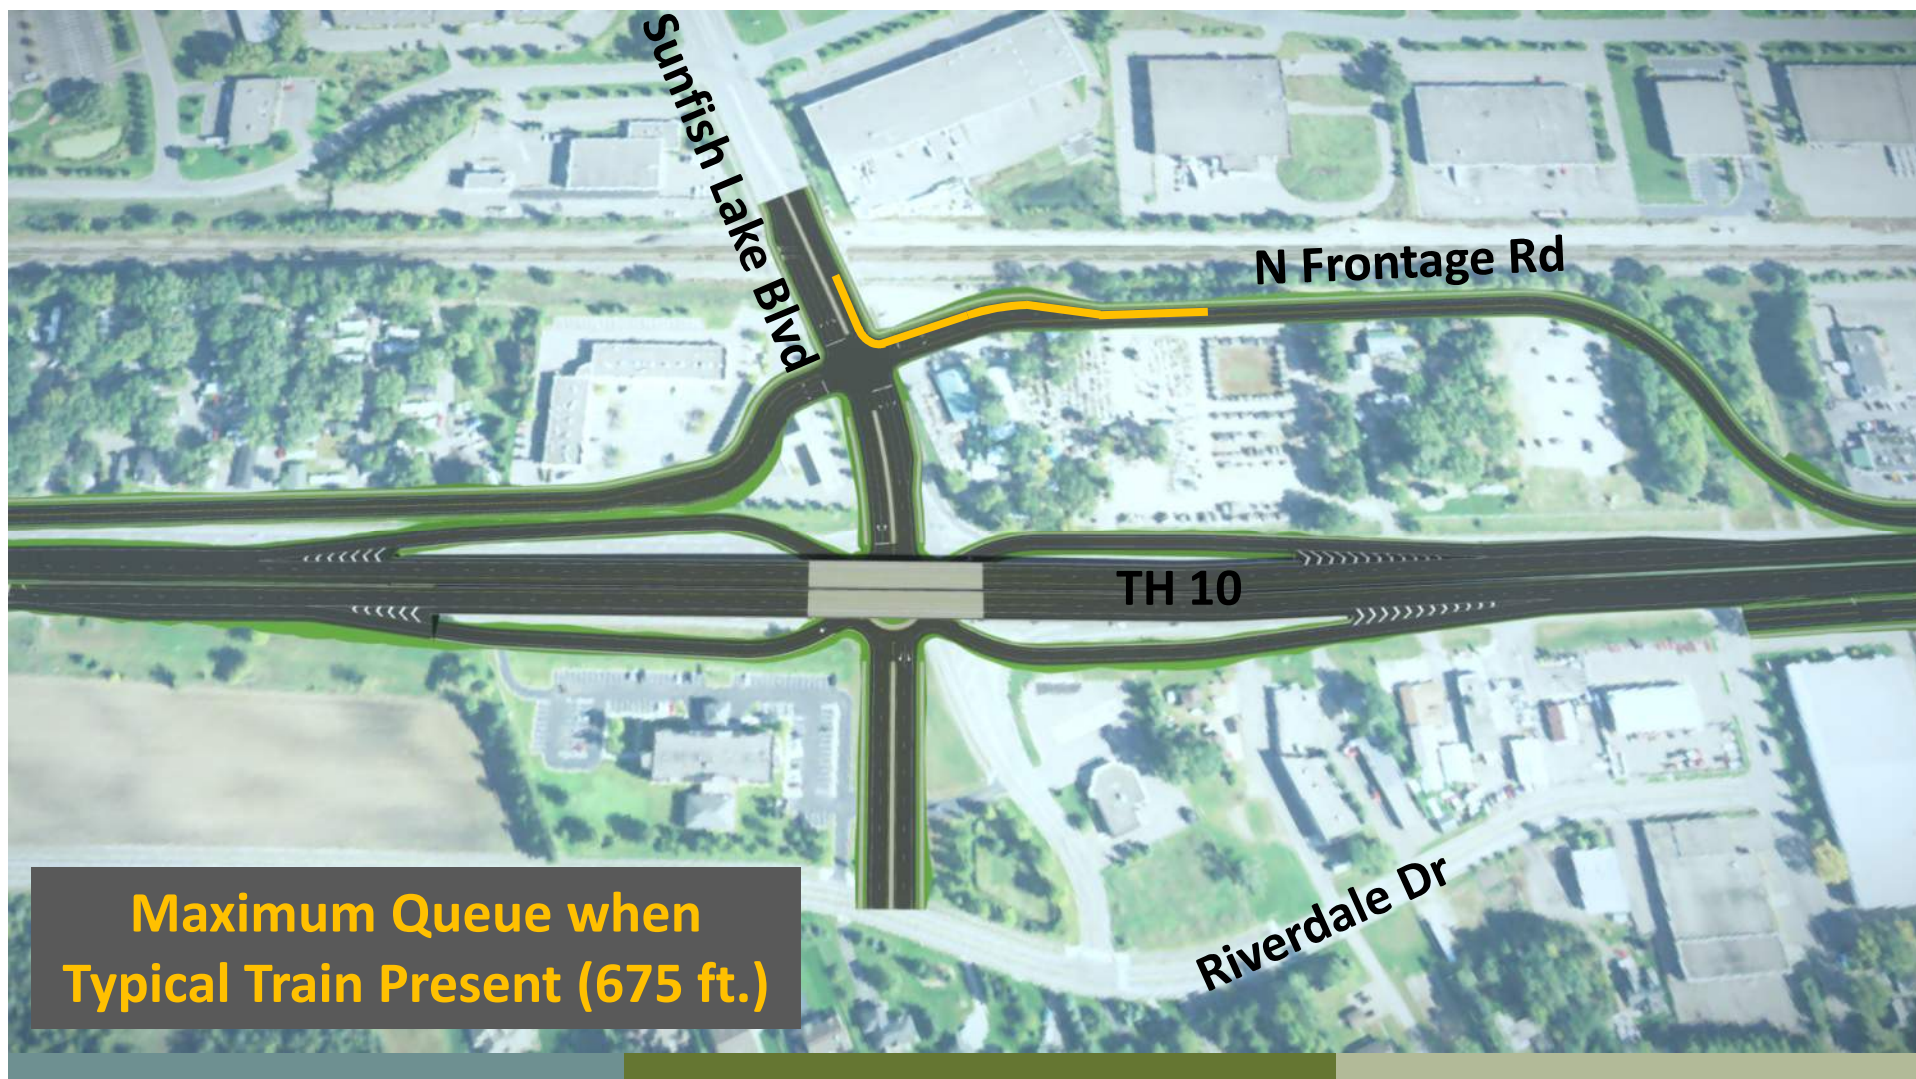 Sunfish Lake Blvd
N Frontage Rd
TH 10
Riverdale Dr
Maximum Queue when
Typical Train Present (675 ft.)